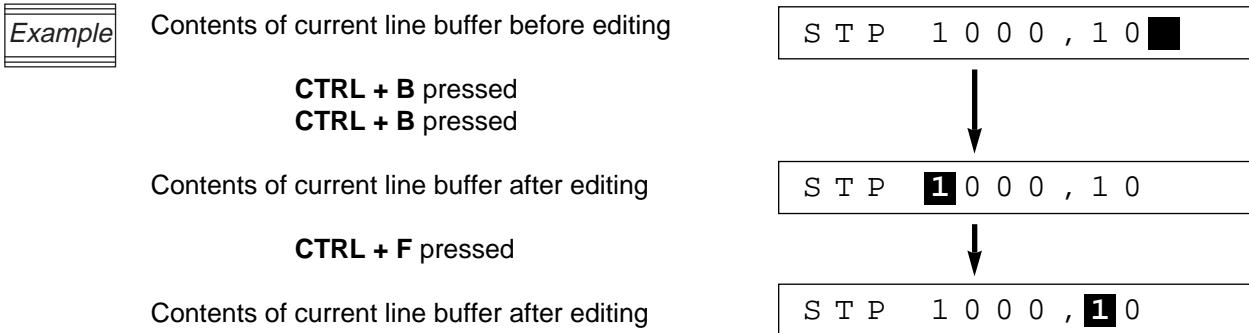 Example
Contents of current line buffer before editing
STP 1000,10
CTRL + B pressed
CTRL + B pressed
Contents of current line buffer after editing
STP 1000,10
CTRL + F pressed
Contents of current line buffer after editing
STP 1000,10